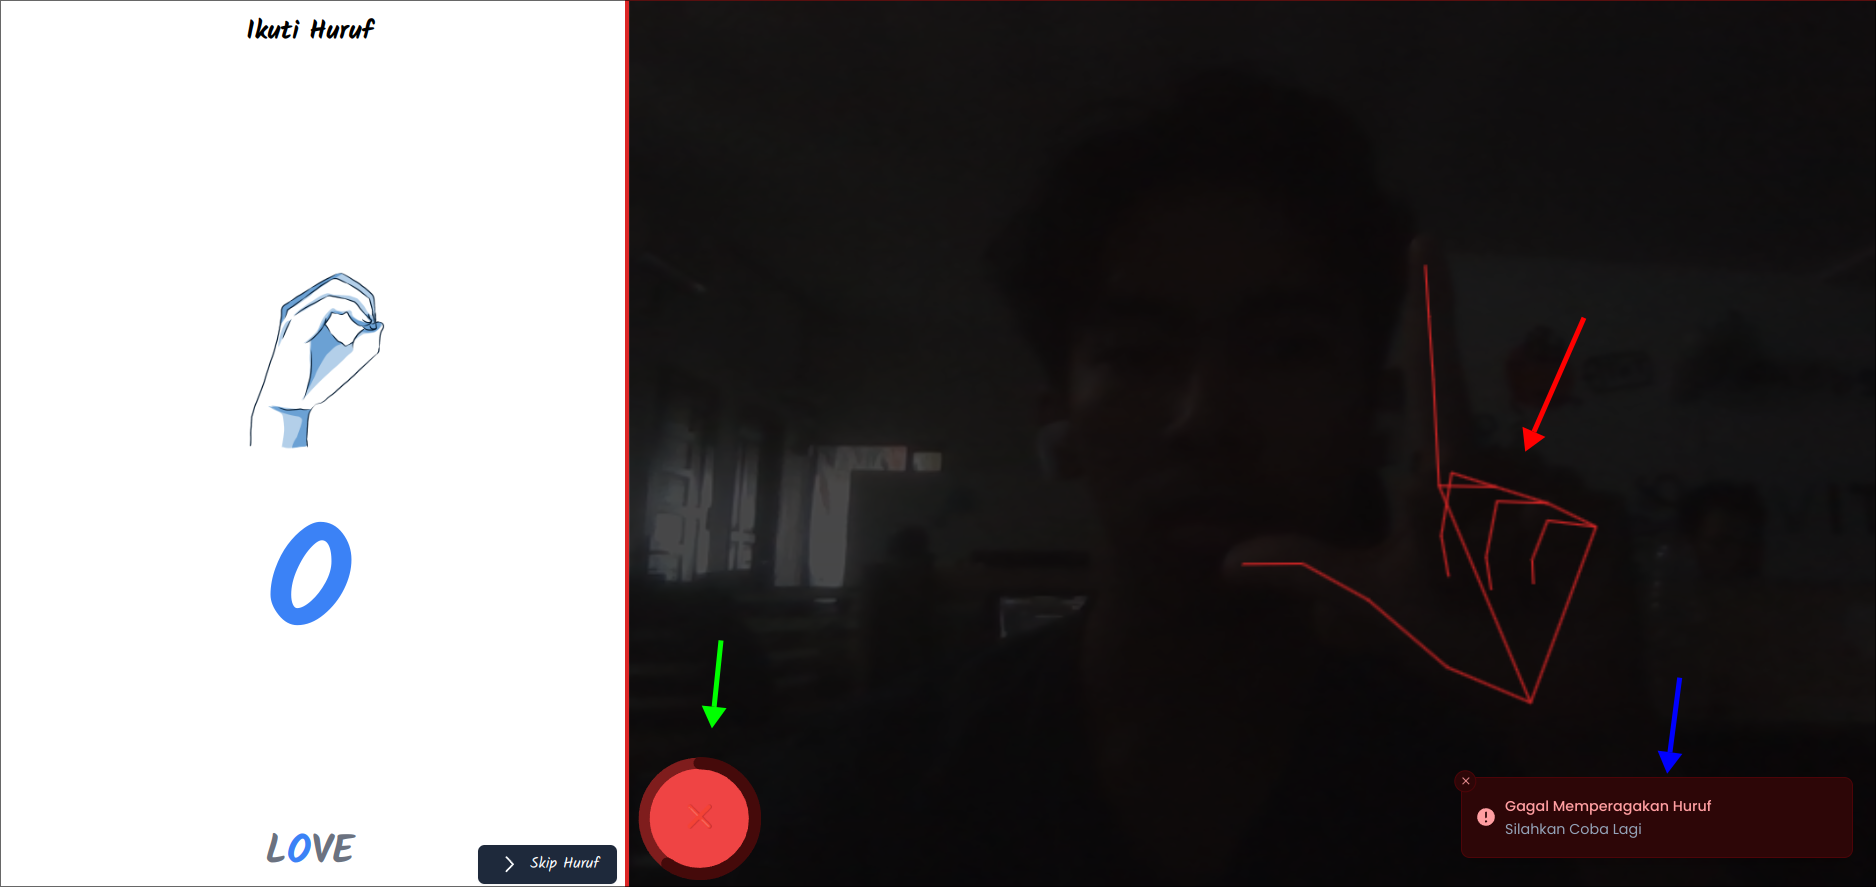 Ikuti Huruf
O
LOVE
Skip Huruf
Gagal Memperagakan Huruf
Silahkan Coba Lagi